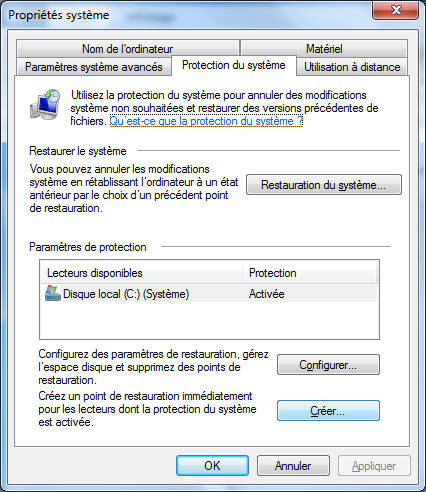 Propriétés système
Nom de l'ordinateur
Matériel
Paramètres système avancés
Protection du système
Utilisation à distance
Utilisez la protection du système pour annuler des modifications
système non souhaitées et restaurer des versions précédentes de
fichiers. Qu'est-ce que la protection du système ?
Restaurer le système
Vous pouvez annuler les modifications
système en rétablissant l'ordinateur à un état
antérieur par le choix d'un précédent point
de restauration.
Restauration du système...
Paramètres de protection
Lecteurs disponibles
Protection
Disque local (C:) (Système)
Activée
Configurez des paramètres de restauration, gérez
l'espace disque et supprimez des points de
restauration.
Configurer...
Créez un point de restauration immédiatement
pour les lecteurs dont la protection du système
est activée.
Créer...
OK
Annuler
Appliquer